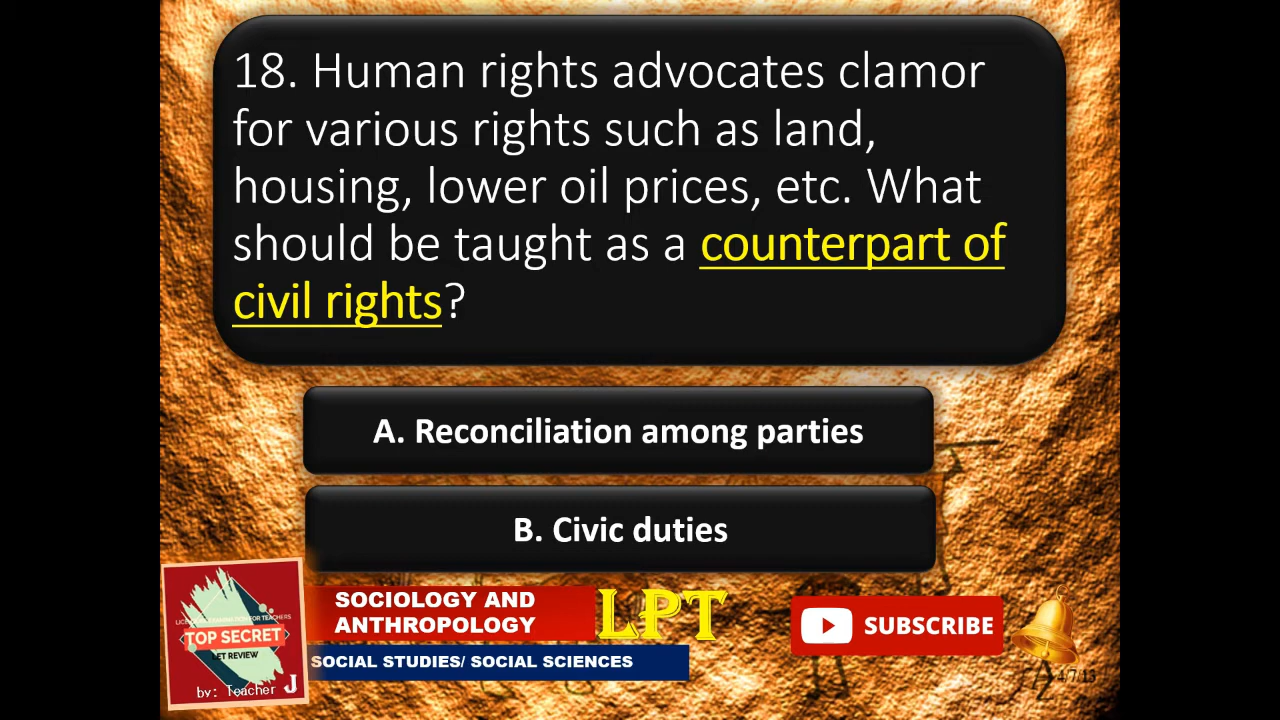 18. Human rights advocates clamor
for various rights such as land,
housing, lower oil prices, etc. What
should be taught as a counterpart of
civil rights?
A. Reconciliation among parties
B. Civic duties
SOCIOLOGY AND
ANTHROPOLOGY
LPT
SUBSCRIBE
SOCIAL STUDIES/ SOCIAL SCIENCES
TOP SECRET
LET REVIEW
by: Teacher J